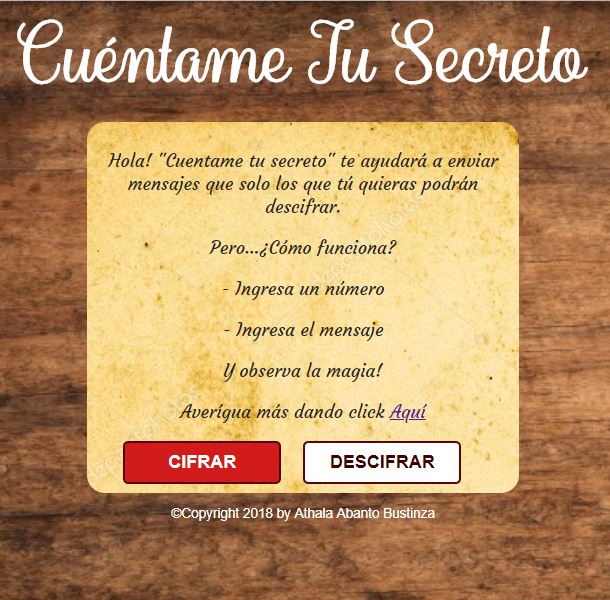 Cuéntame Tu Secreto
Hola! "Cuentame tu secreto" te ayudará a enviar
mensajes que solo los que tú quieras podrán
descifrar.
Pero...¿Cómo funciona?
- Ingresa un número
- Ingresa el mensaje
Y observa la magia!
Averígua más dando click Aquí
CIFRAR
DESCIFRAR
©Copyright 2018 by Athala Abanto Bustinza